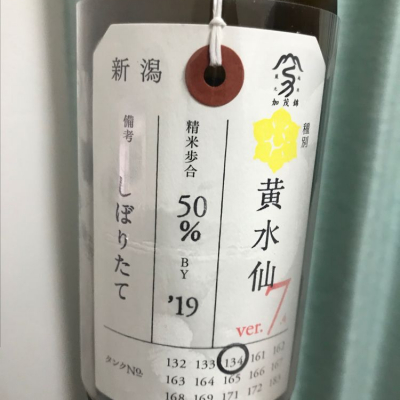 加茂錦
種別
黄水仙
ver.7
精米歩合
50%
BY
'19
新潟
備考
しぼりたて
タンクNo.
132 133 134 161 162
163 164 165 166 167
168 169 171 172 183